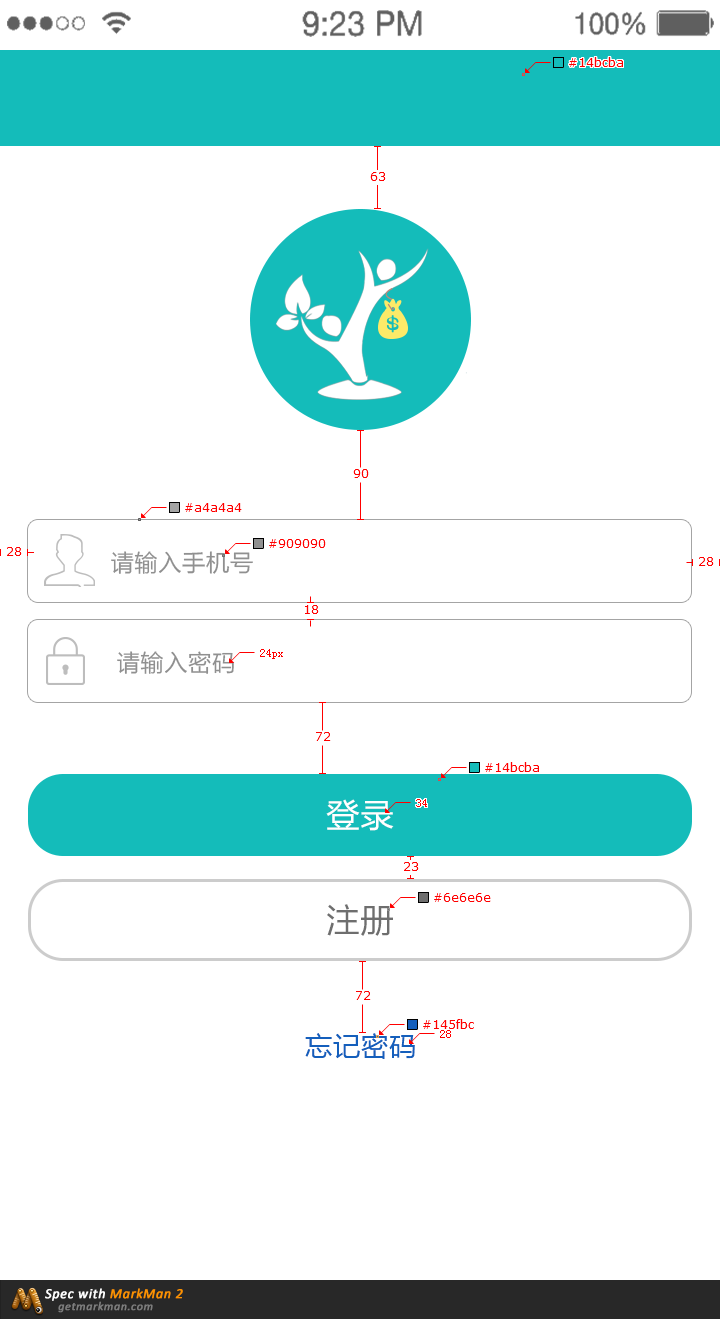 9:23 PM 100%
#14bcba
63
$
90
#a4a4a4
28 请输入手机号 #909090 28
18
请输入密码 24px
72
#14bcba
登录 34
23
#6e6e6e
注册
72
#145fbc
忘记密码 28
Spec with MarkMan 2
getmarkman.com